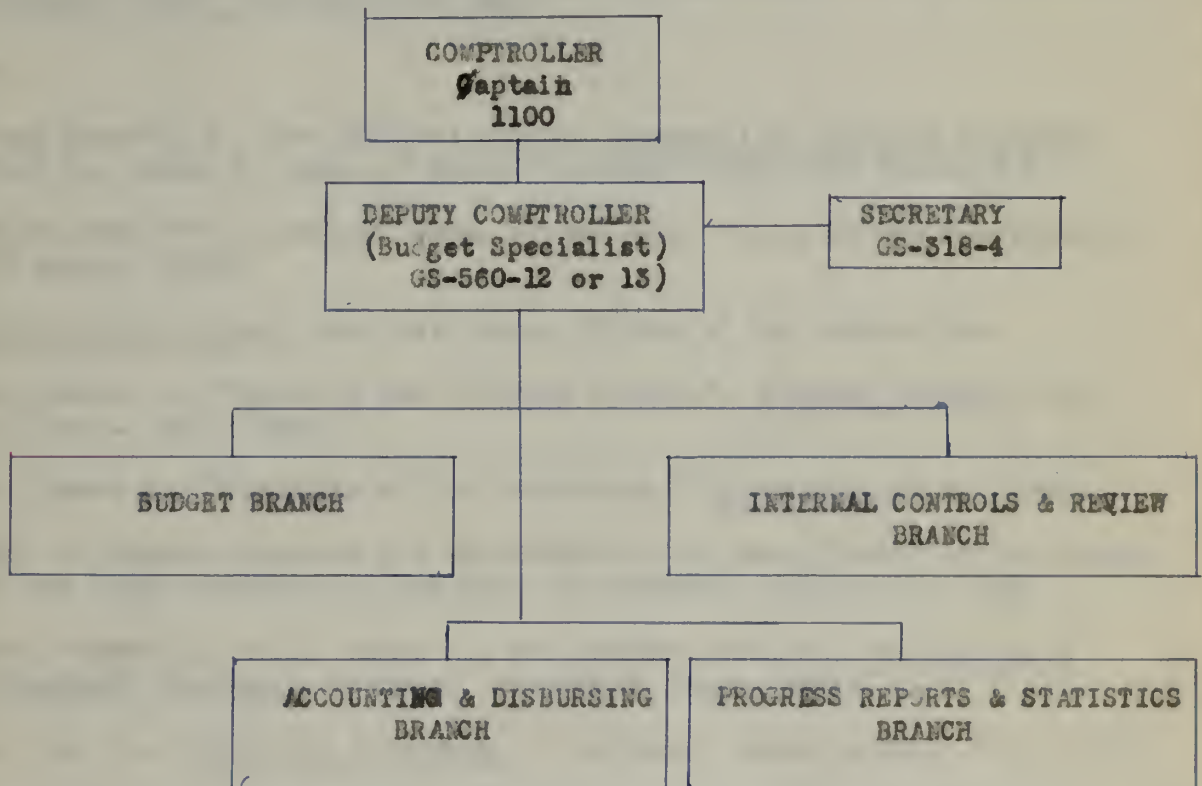 COMPTROLLER
Captain
1100
DEPUTY COMPTROLLER
(Budget Specialist)
GS-560-12 or 13)
SECRETARY
GS-318-4
BUDGET BRANCH
INTERNAL CONTROLS & REVIEW
BRANCH
ACCOUNTING & DISBURSING
BRANCH
PROGRESS REPORTS & STATISTICS
BRANCH